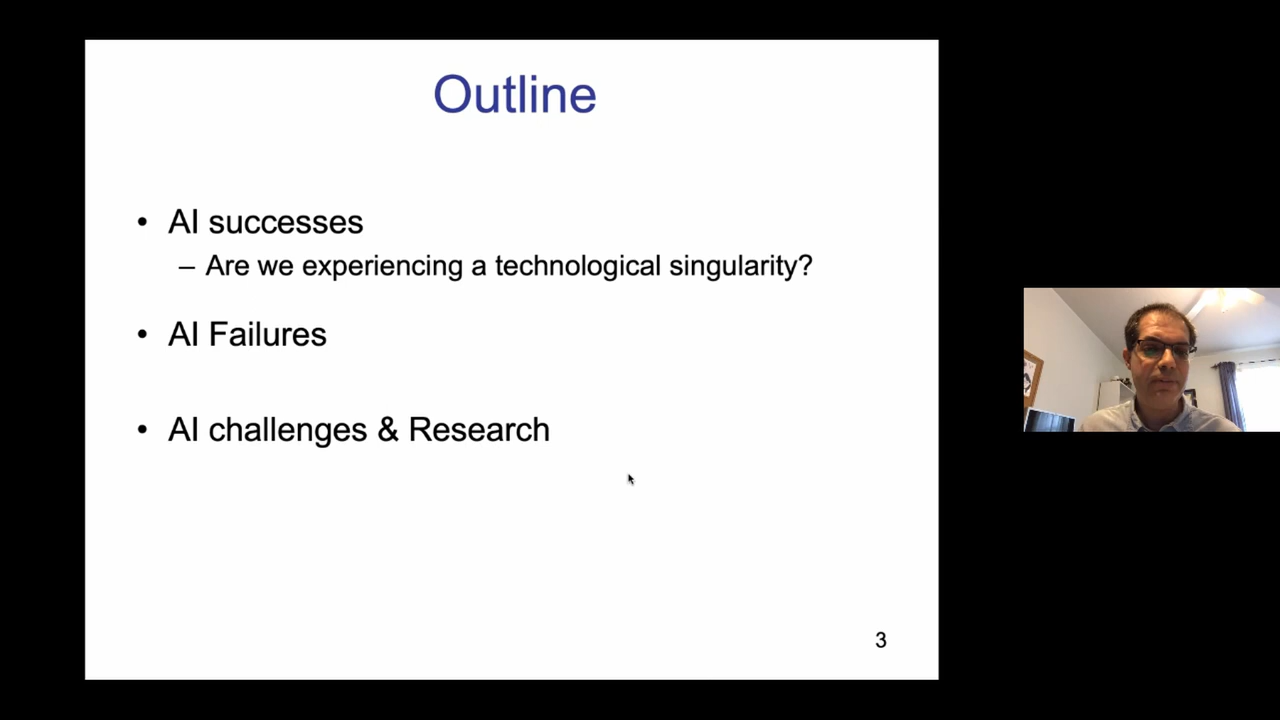 Outline
• AI successes
– Are we experiencing a technological singularity?
• AI Failures
• AI challenges & Research
3